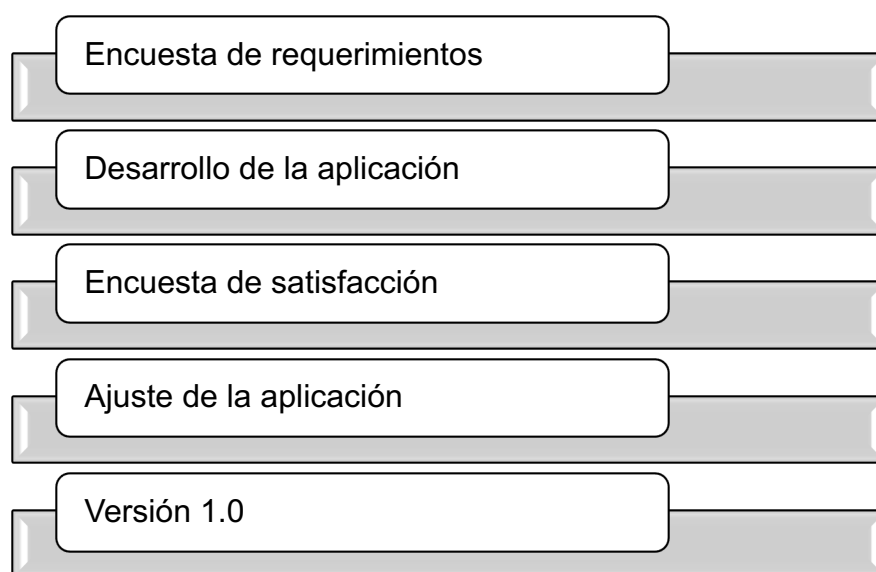 Encuesta de requerimientos
Desarrollo de la aplicación
Encuesta de satisfacción
Ajuste de la aplicación
Versión 1.0